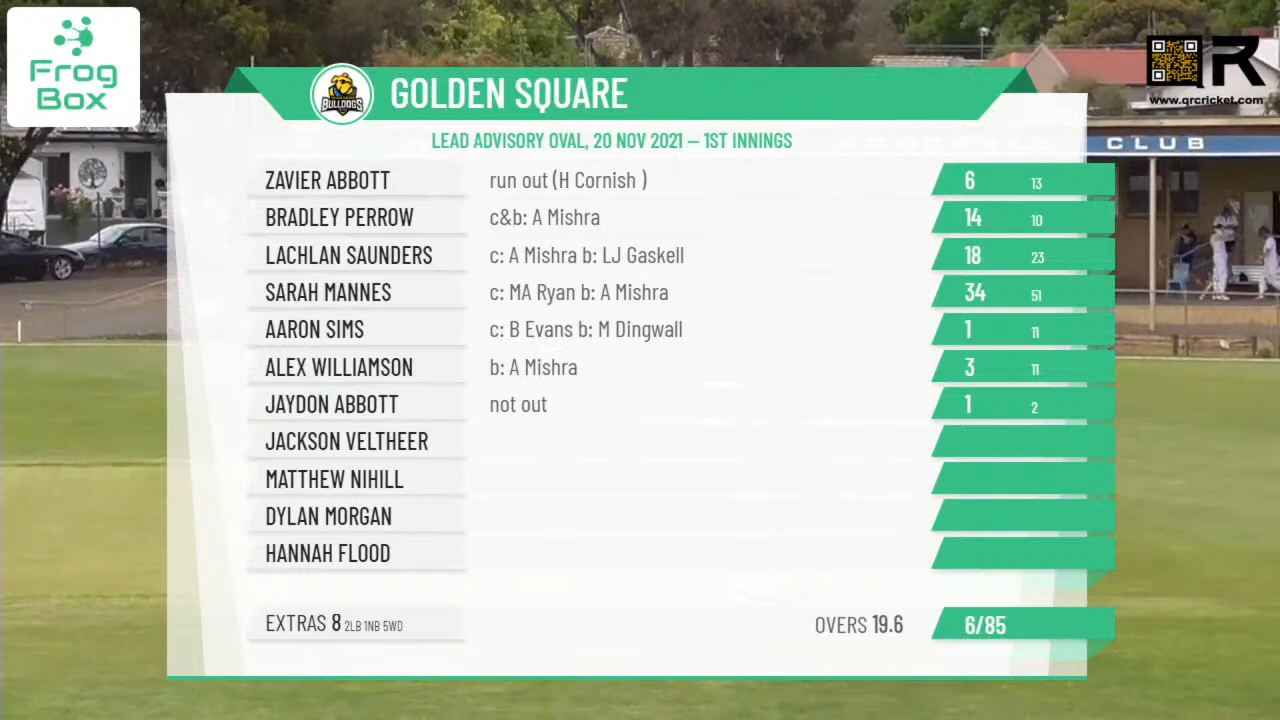 Frog
Box
BULLDOGS
GOLDEN SQUARE
R
www.qrcricket.com
LEAD ADVISORY OVAL, 20 NOV 2021 – 1ST INNINGS
CLUB
ZAVIER ABBOTT run out (H Cornish ) 6 13
BRADLEY PERROW c&b: A Mishra 14 10
LACHLAN SAUNDERS c: A Mishra b: LJ Gaskell 18 23
SARAH MANNES c: MA Ryan b: A Mishra 34 51
AARON SIMS c: B Evans b: M Dingwall 1 11
ALEX WILLIAMSON b: A Mishra 3 11
JAYDON ABBOTT not out 1 2
JACKSON VELTHEER
MATTHEW NIHILL
DYLAN MORGAN
HANNAH FLOOD
EXTRAS 8 2LB 1NB 5WD OVERS 19.6 6/85